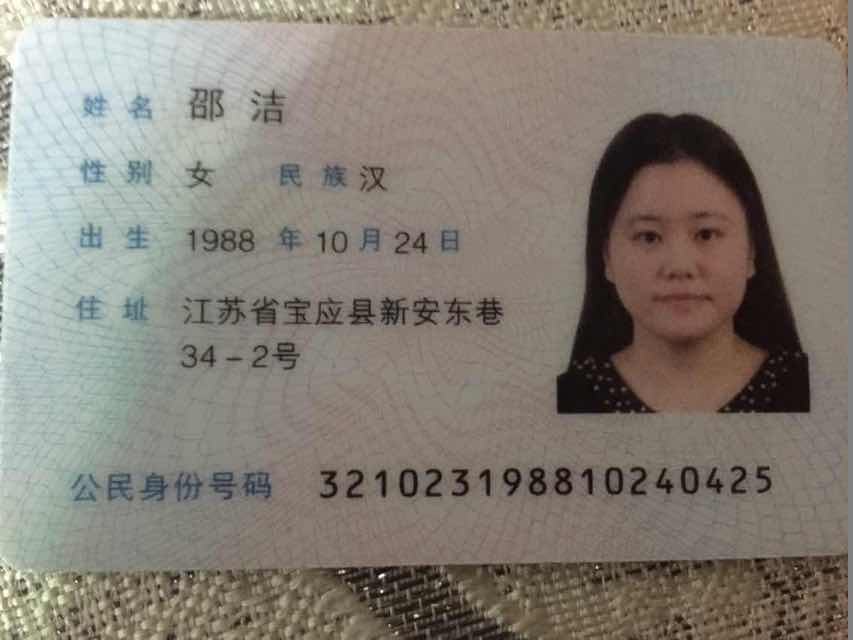 姓名 邵洁
性别 女 民族 汉
出生 1988 年 10 月 24 日
住址 江苏省宝应县新安东巷
34-2号
公民身份号码 321023198810240425